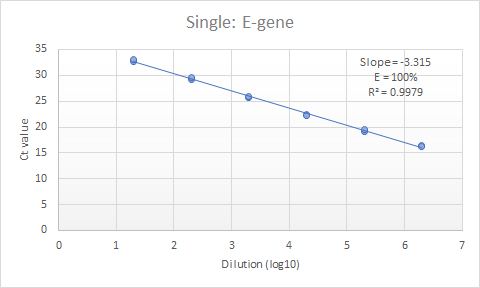 Single: E-gene
Slope = -3.315
E = 100%
R² = 0.9979
35
30
25
20
15
10
5
0
Ct value
0 1 2 3 4 5 6 7
Dilution (log10)